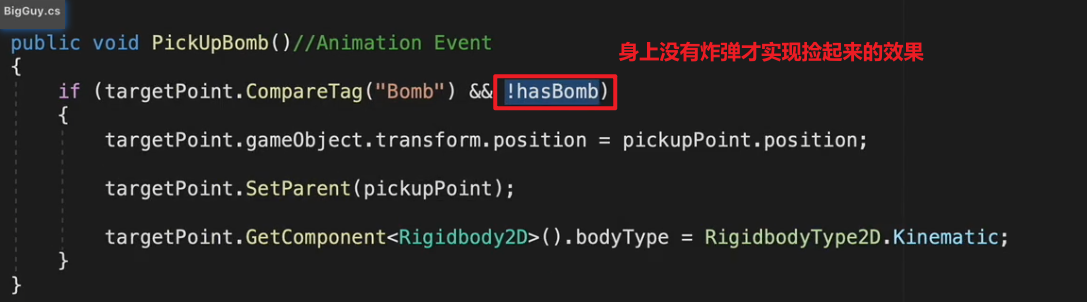 BigGuy.cs
public void PickUpBomb()//Animation Event
身上没有炸弹才实现捡起来的效果
{
if (targetPoint.CompareTag("Bomb") && !hasBomb)
{
targetPoint.gameObject.transform.position = pickupPoint.position;
targetPoint.SetParent(pickupPoint);
targetPoint.GetComponent<Rigidbody2D>().bodyType = RigidbodyType2D.Kinematic;
}
}